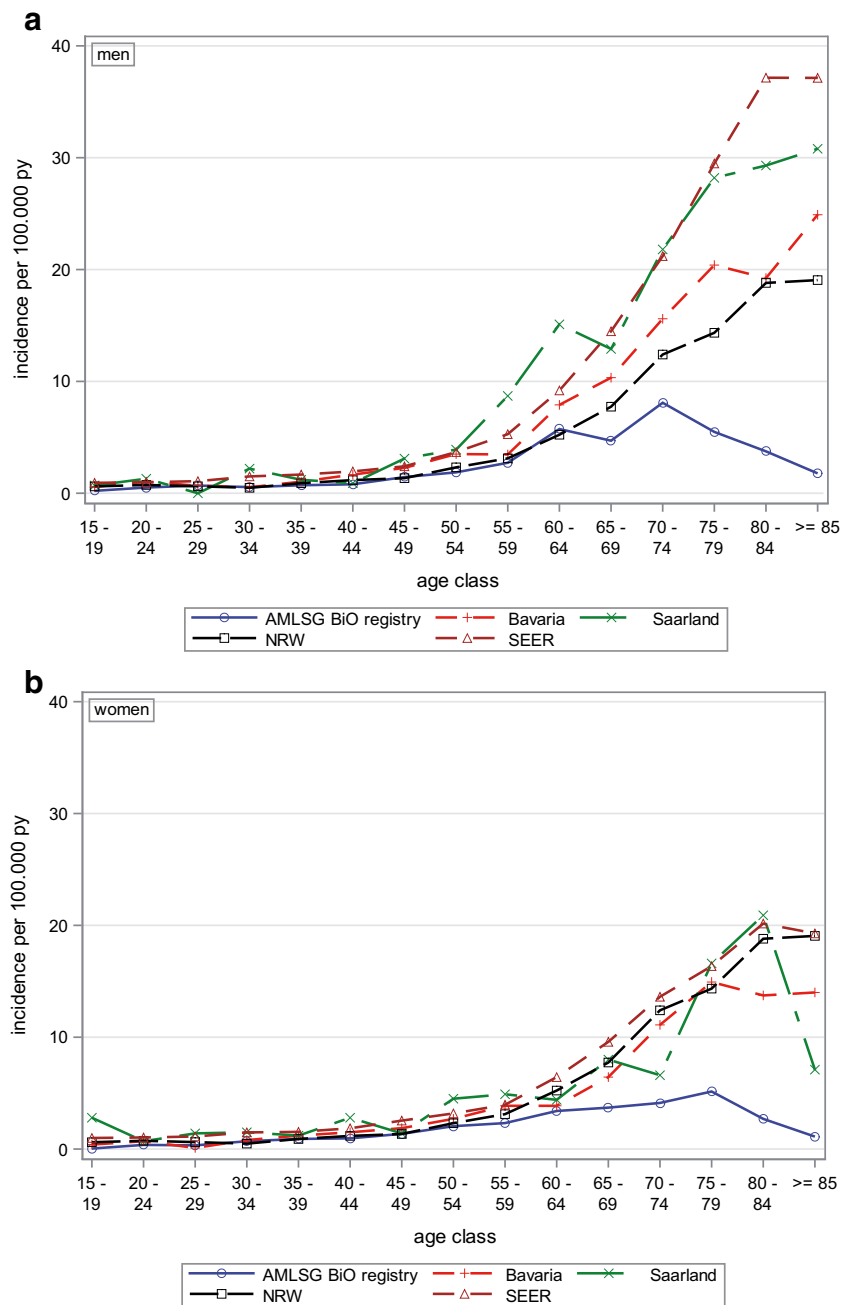 a
men
40
30
20
10
0
incidence per 100.000 py
15 - 20 - 25 - 30 - 35 - 40 - 45 - 50 - 55 - 60 - 65 - 70 - 75 - 80 - >= 85
19 24 29 34 39 44 49 54 59 64 69 74 79 84
age class
AMLSG BiO registry Bavaria Saarland
NRW SEER
b
women
40
30
20
10
0
incidence per 100.000 py
15 - 20 - 25 - 30 - 35 - 40 - 45 - 50 - 55 - 60 - 65 - 70 - 75 - 80 - >= 85
19 24 29 34 39 44 49 54 59 64 69 74 79 84
age class
AMLSG BiO registry Bavaria Saarland
NRW SEER